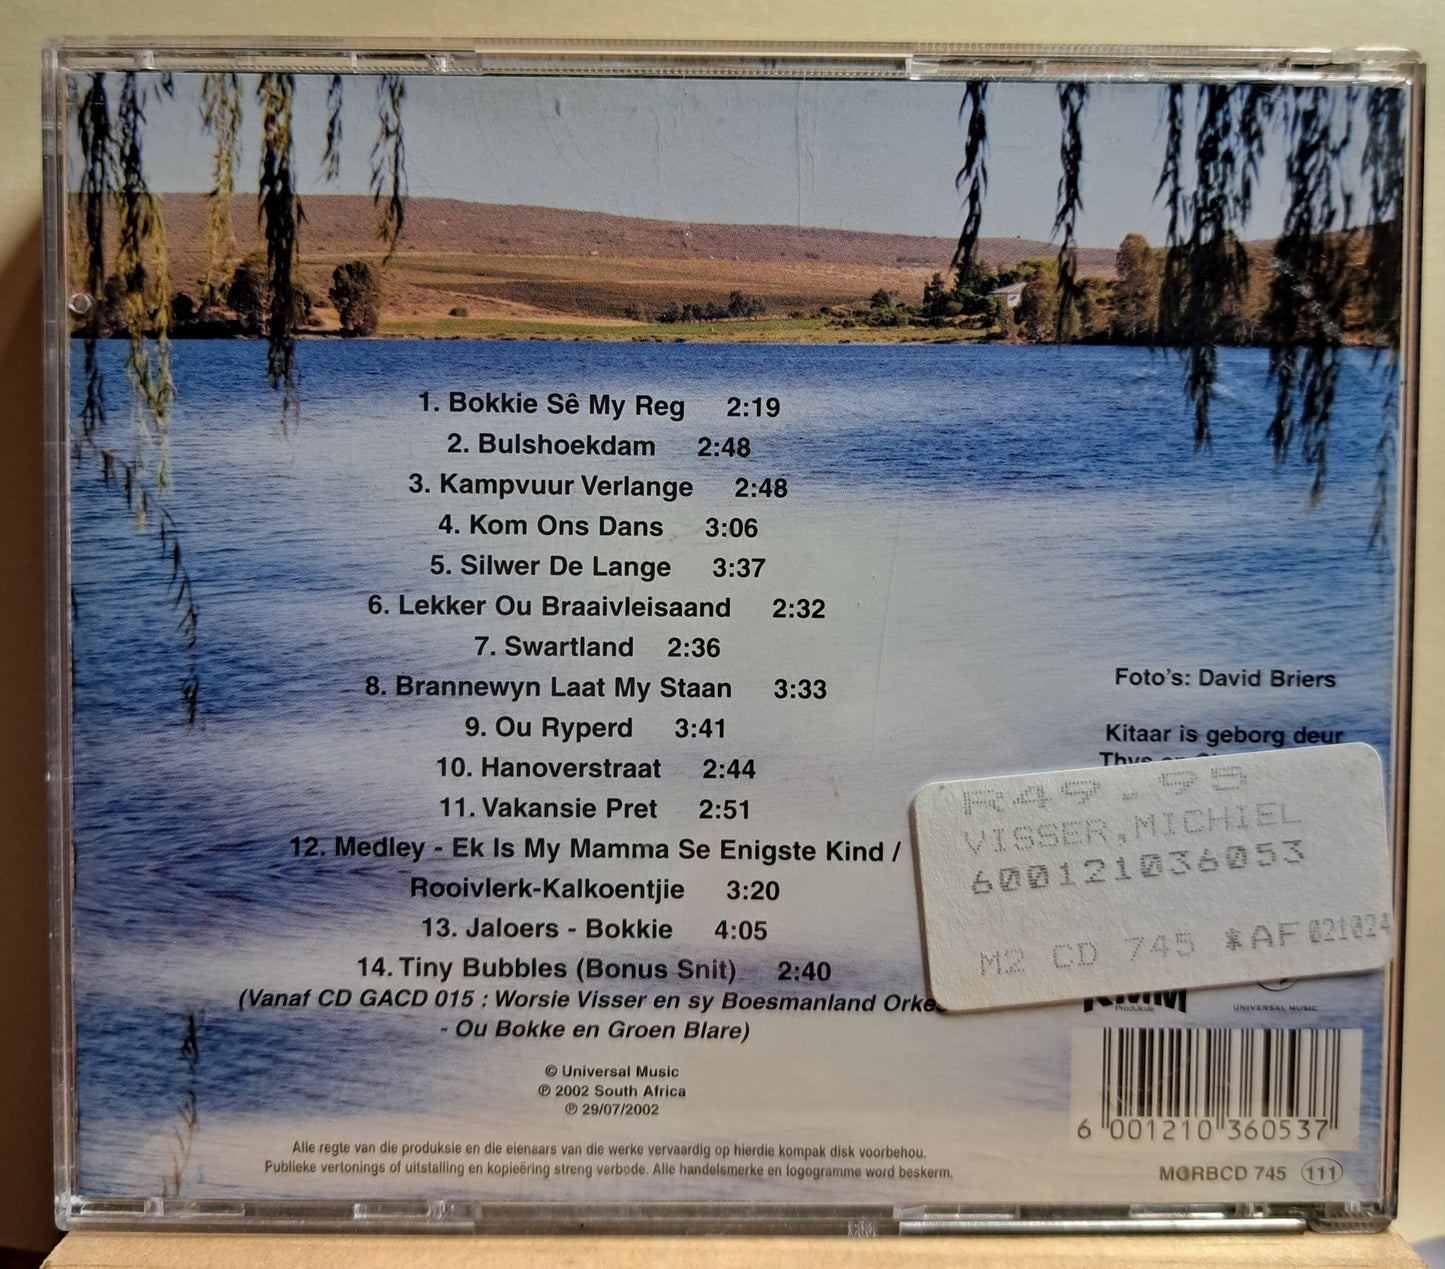 1. Bokkie Sê My Reg 2:19
2. Bulshoekdam 2:48
3. Kampvuur Verlange 2:48
4. Kom Ons Dans 3:06
5. Silwer De Lange 3:37
6. Lekker Ou Braaivleisaand 2:32
7. Swartland 2:36
8. Brannewyn Laat My Staan 3:33
9. Ou Ryperd 3:41
10. Hanoverstraat 2:44
11. Vakansie Pret 2:51
12. Medley - Ek Is My Mamma Se Enigste Kind /
Rooivlerk-Kalkoentjie 3:20
13. Jaloers - Bokkie 4:05
14. Tiny Bubbles (Bonus Snit) 2:40
(Vanaf CD GACD 015 : Worsie Visser en sy Boesmanland
- Ou Bokke en Groen Blare)
© Universal Music
℗ 2002 South Africa
℗ 29/07/2002
Alle regte van die produksie en die eienaars van die werke vervaardig op hierdie kompak disk voorbehou.
Publieke vertonings of uitstalling en kopieëring streng verbode. Alle handelsmerke en logogramme word beskerm.
Foto's: David Briers
Kitaar is geborg deur
R49.95
VISSER,MICHIEL
600121036053
M2 CD 745 *AF 021024
Produksie
UNIVERSAL MUSIC
6 001210 360537
MORBCD 745 111